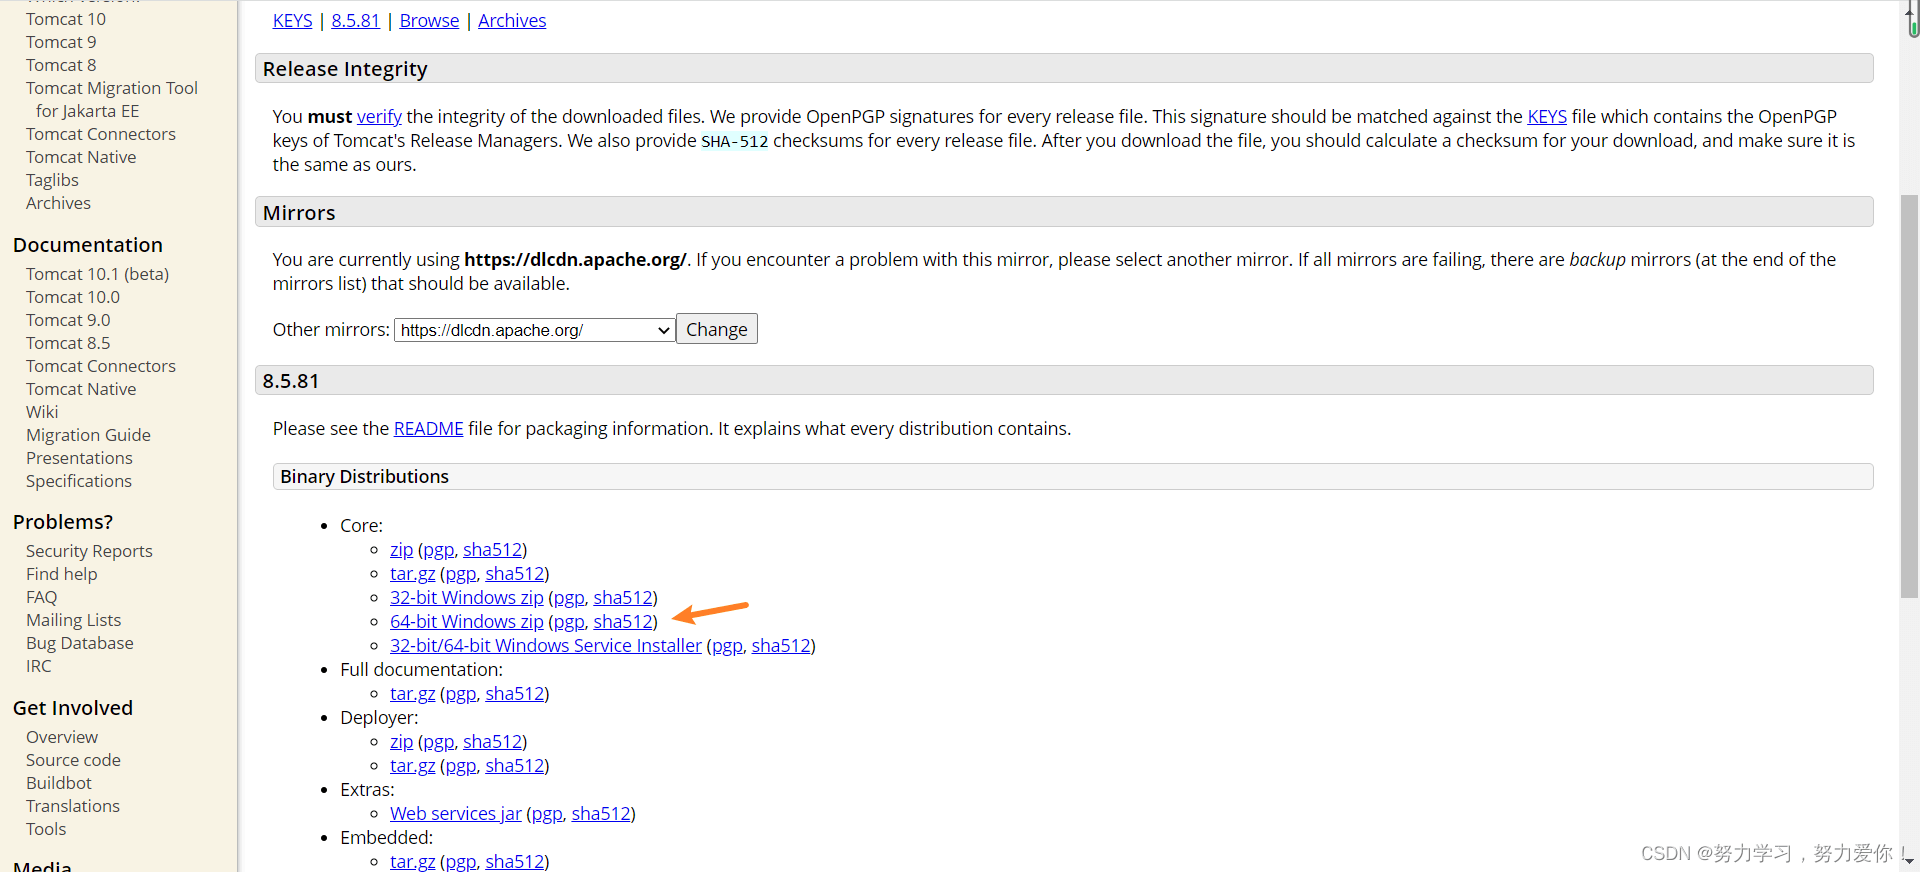 Tomcat 10
Tomcat 9
Tomcat 8
Tomcat Migration Tool
for Jakarta EE
Tomcat Connectors
Tomcat Native
Taglibs
Archives
Documentation
Tomcat 10.1 (beta)
Tomcat 10.0
Tomcat 9.0
Tomcat 8.5
Tomcat Connectors
Tomcat Native
Wiki
Migration Guide
Presentations
Specifications
Problems?
Security Reports
Find help
FAQ
Mailing Lists
Bug Database
IRC
Get Involved
Overview
Source code
Buildbot
Translations
Tools
Media
KEYS | 8.5.81 | Browse | Archives
Release Integrity
You must verify the integrity of the downloaded files. We provide OpenPGP signatures for every release file. This signature should be matched against the KEYS file which contains the OpenPGP
keys of Tomcat's Release Managers. We also provide SHA-512 checksums for every release file. After you download the file, you should calculate a checksum for your download, and make sure it is
the same as ours.
Mirrors
You are currently using https://dlcdn.apache.org/. If you encounter a problem with this mirror, please select another mirror. If all mirrors are failing, there are backup mirrors (at the end of the
mirrors list) that should be available.
Other mirrors: https://dlcdn.apache.org/ Change
8.5.81
Please see the README file for packaging information. It explains what every distribution contains.
Binary Distributions
• Core:
◦ zip (pgp, sha512)
◦ tar.gz (pgp, sha512)
◦ 32-bit Windows zip (pgp, sha512)
◦ 64-bit Windows zip (pgp, sha512)
◦ 32-bit/64-bit Windows Service Installer (pgp, sha512)
• Full documentation:
◦ tar.gz (pgp, sha512)
• Deployer:
◦ zip (pgp, sha512)
◦ tar.gz (pgp, sha512)
• Extras:
◦ Web services jar (pgp, sha512)
• Embedded:
◦ tar.gz (pgp, sha512)
CSDN @努力学习，努力爱你！